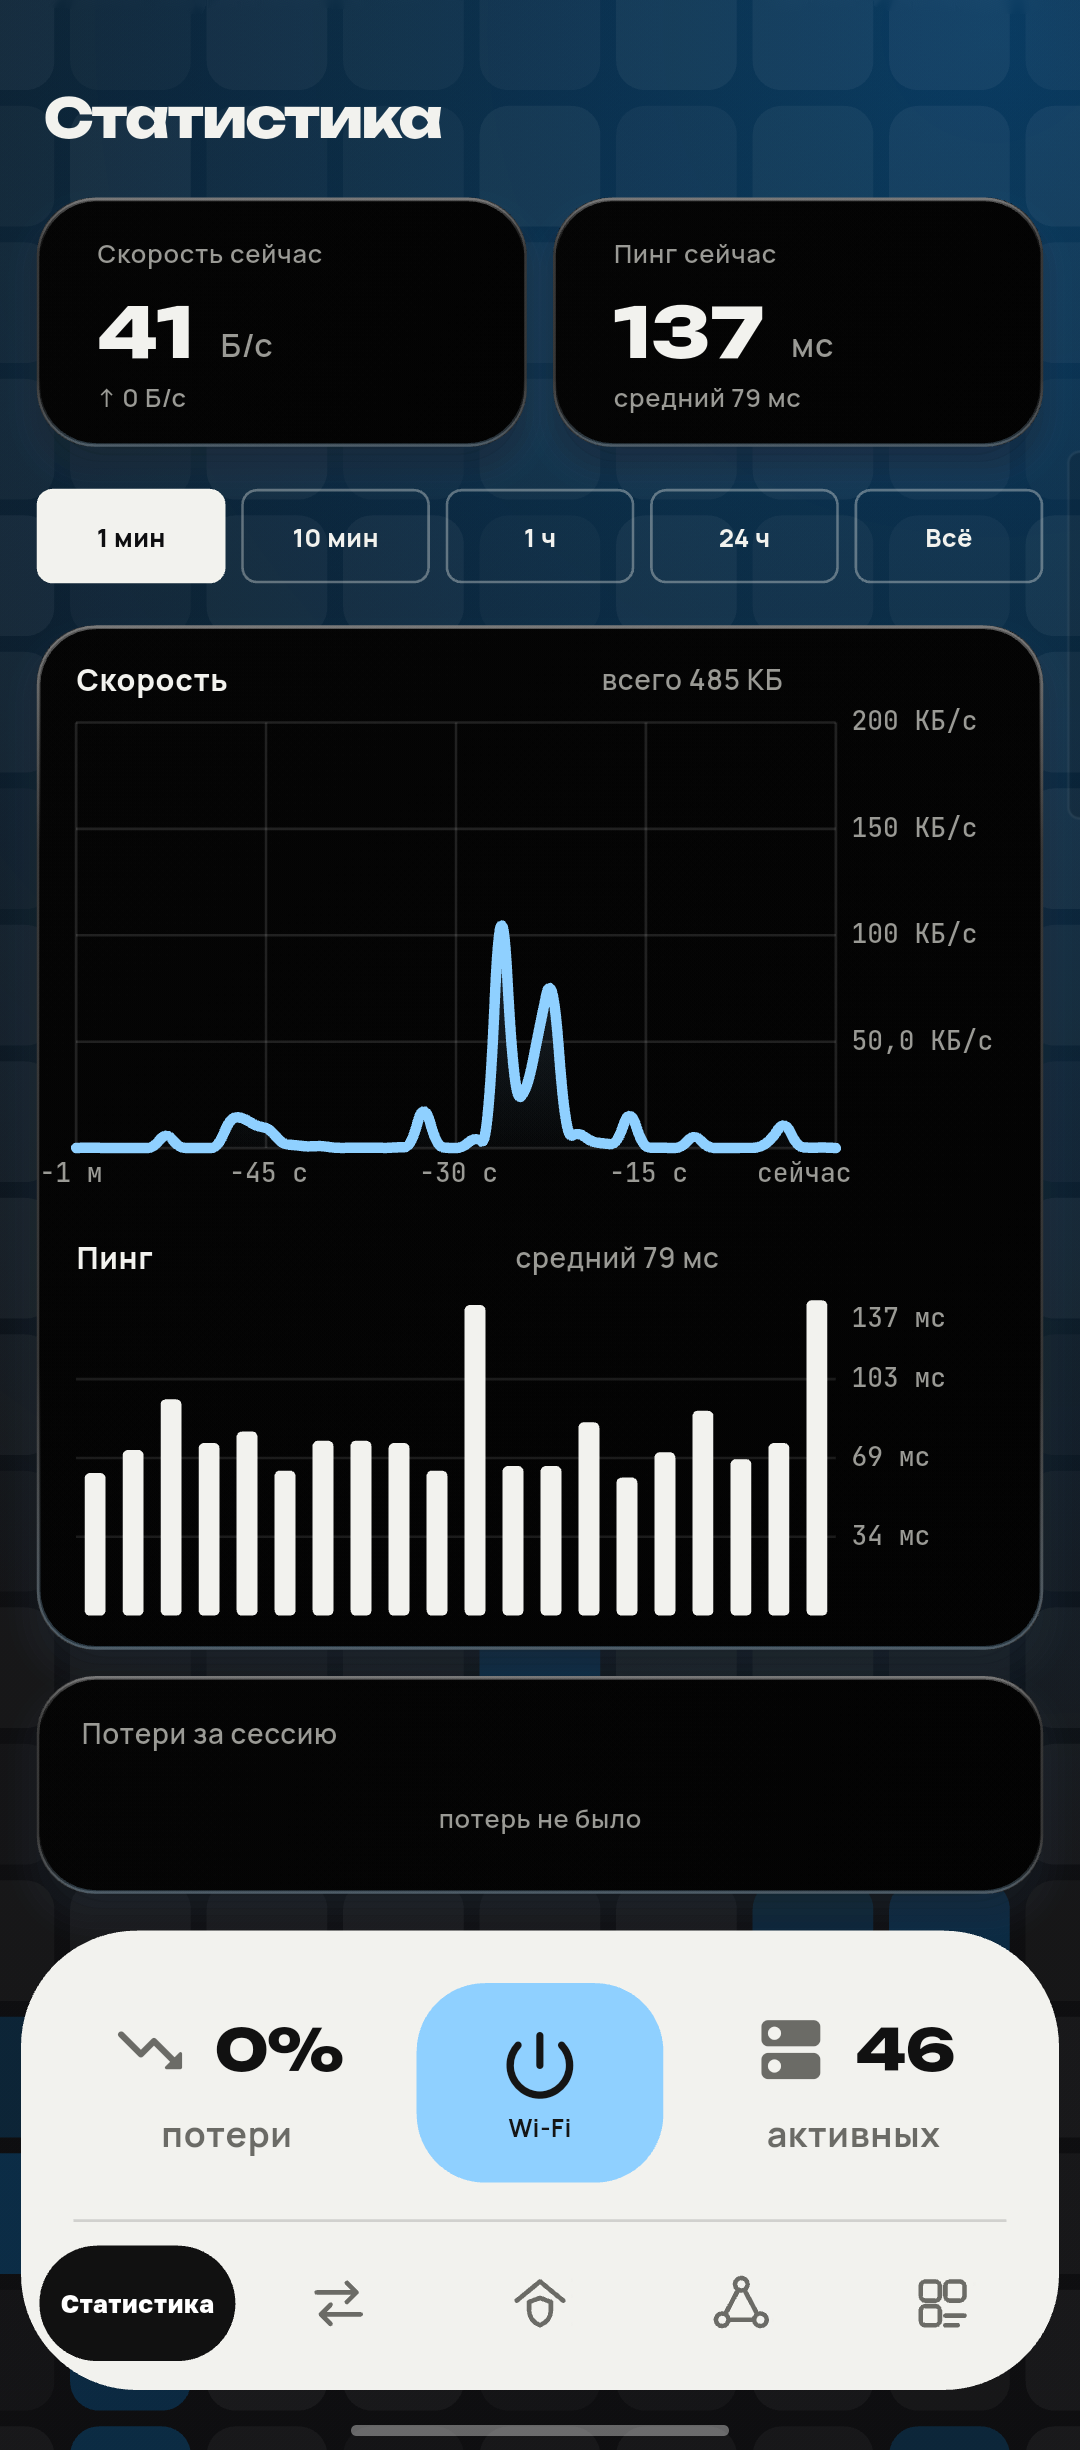 Статистика
Скорость сейчас
41 Б/с
↑ 0 Б/с
Пинг сейчас
137 мс
средний 79 мс
1 мин
10 мин
1 ч
24 ч
Всё
Скорость
всего 485 КБ
200 КБ/с
150 КБ/с
100 КБ/с
50,0 КБ/с
-1 м
-45 с
-30 с
-15 с
сейчас
Пинг
средний 79 мс
137 мс
103 мс
69 мс
34 мс
Потери за сессию
потерь не было
0%
потери
Wi-Fi
46
активных
Статистика